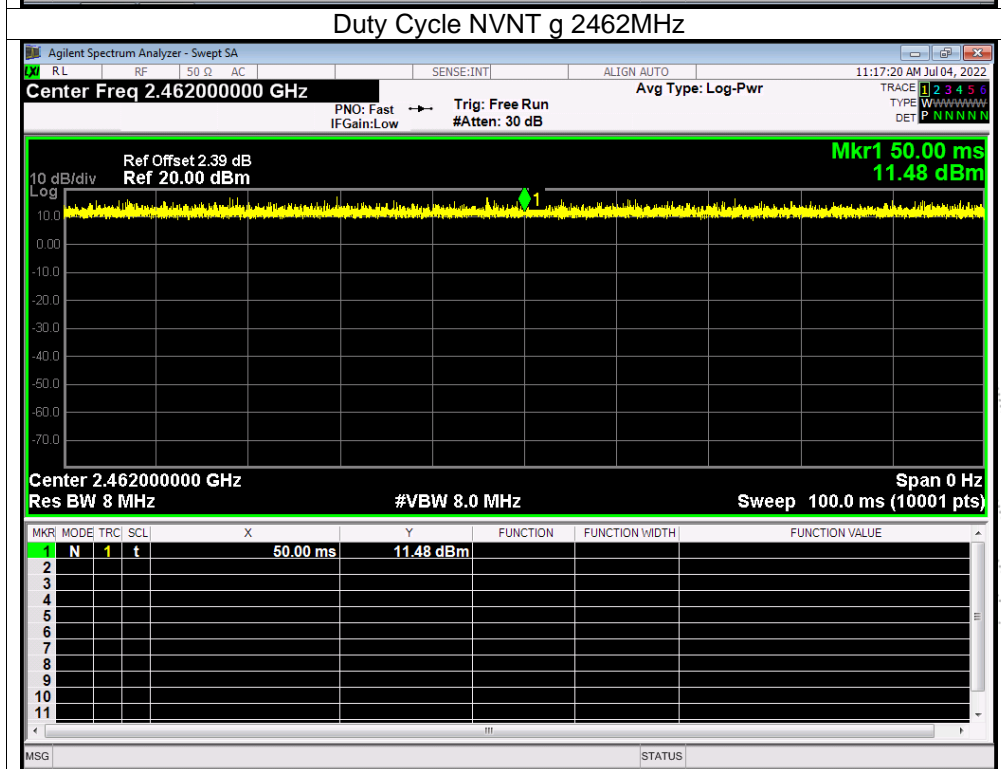 Duty Cycle NVNT g 2462MHz
Agilent Spectrum Analyzer - Swept SA
LXI RL RF 50 Ω AC SENSE:INT ALIGN AUTO 11:17:20 AM Jul 04, 2022
Center Freq 2.462000000 GHz Avg Type: Log-Pwr TRACE 1 2 3 4 5 6
PNO: Fast Trig: Free Run TYPE WWWWWW
IFGain:Low #Atten: 30 dB DET P N N N N N
Mkr1 50.00 ms
Ref Offset 2.39 dB
10 dB/div Ref 20.00 dBm 11.48 dBm
Log
1
10.0
0.00
-10.0
-20.0
-30.0
-40.0
-50.0
-60.0
-70.0
Center 2.462000000 GHz Span 0 Hz
Res BW 8 MHz #VBW 8.0 MHz Sweep 100.0 ms (10001 pts)
MKR MODE TRC SCL X Y FUNCTION FUNCTION WIDTH FUNCTION VALUE
1 N 1 t 50.00 ms 11.48 dBm
2
3
4
5
6
7
8
9
10
11
MSG STATUS